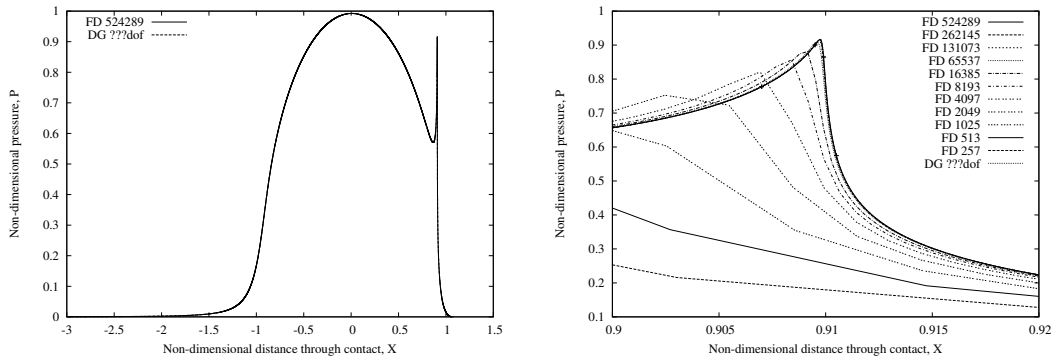 FD 524289
DG ???dof
Non-dimensional pressure, P
1
0.9
0.8
0.7
0.6
0.5
0.4
0.3
0.2
0.1
0
-3 -2.5 -2 -1.5 -1 -0.5 0 0.5 1 1.5
Non-dimensional distance through contact, X
FD 524289
FD 262145
FD 131073
FD 65537
FD 16385
FD 8193
FD 4097
FD 2049
FD 1025
FD 513
FD 257
DG ???dof
Non-dimensional pressure, P
1
0.9
0.8
0.7
0.6
0.5
0.4
0.3
0.2
0.1
0.9 0.905 0.91 0.915 0.92
Non-dimensional distance through contact, X